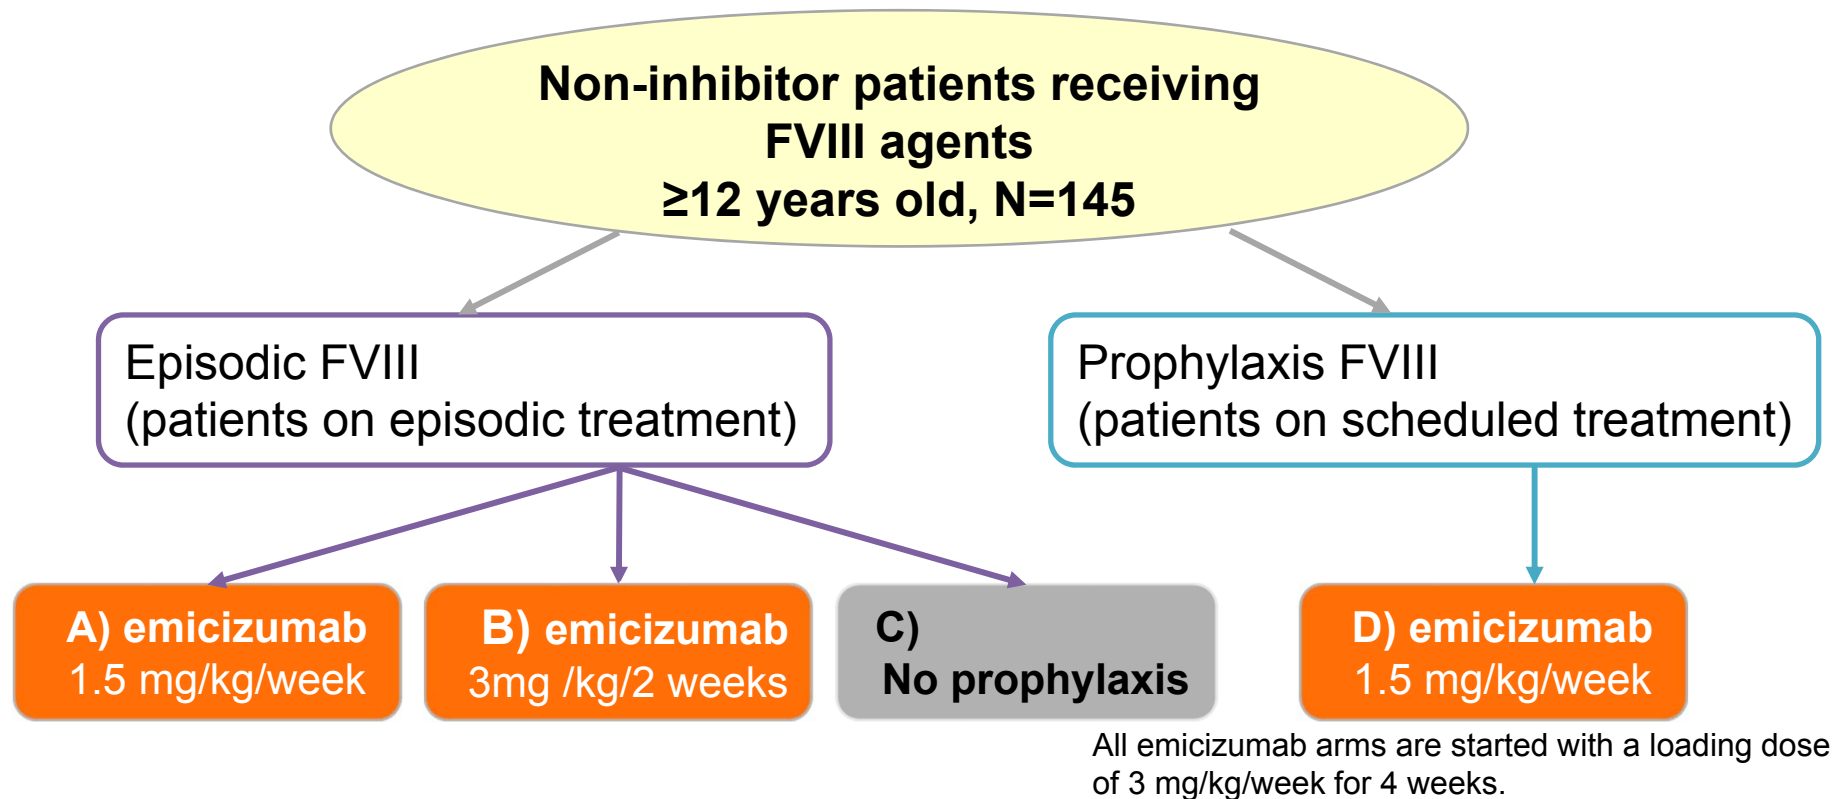 Non-inhibitor patients receiving
FVIII agents
≥12 years old, N=145
Episodic FVIII
(patients on episodic treatment)
Prophylaxis FVIII
(patients on scheduled treatment)
A) emicizumab
1.5 mg/kg/week
B) emicizumab
3mg /kg/2 weeks
C)
No prophylaxis
D) emicizumab
1.5 mg/kg/week
All emicizumab arms are started with a loading dose
of 3 mg/kg/week for 4 weeks.